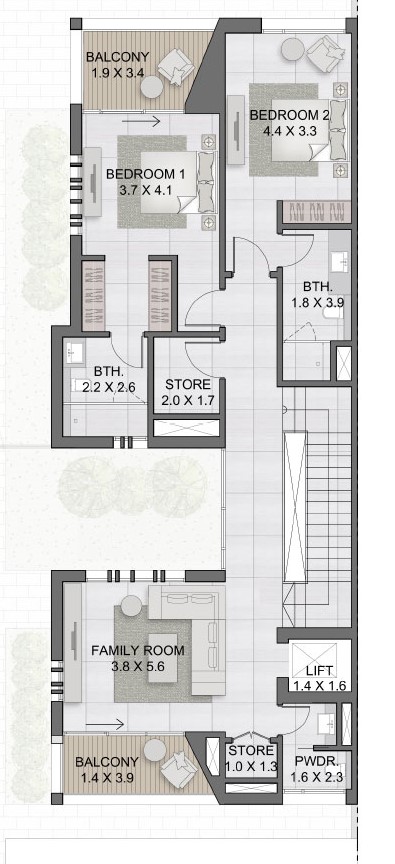 BALCONY
1.9 X 3.4
BEDROOM 2
4.4 X 3.3
BEDROOM 1
3.7 X 4.1
BTH.
1.8 X 3.9
BTH.
2.2 X 2.6
STORE
2.0 X 1.7
FAMILY ROOM
3.8 X 5.6
LIFT
1.4 X 1.6
STORE
1.0 X 1.3
PWDR.
1.6 X 2.3
BALCONY
1.4 X 3.9